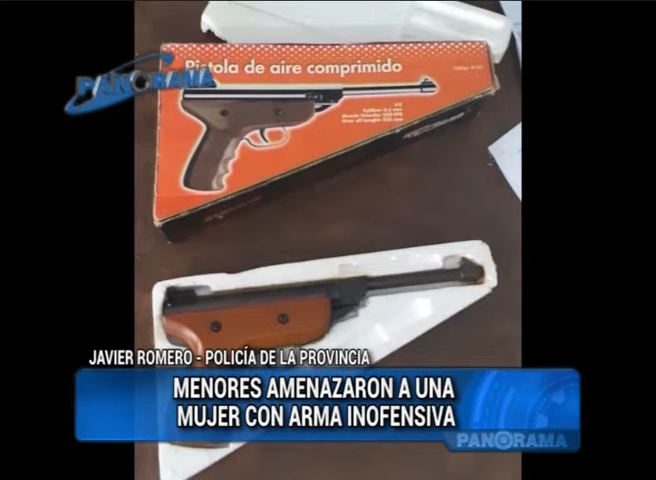 PANORAMA
Pistola de aire comprimido
JAVIER ROMERO - POLICÍA DE LA PROVINCIA
MENORES AMENAZARON A UNA
MUJER CON ARMA INOFENSIVA
PANORAMA